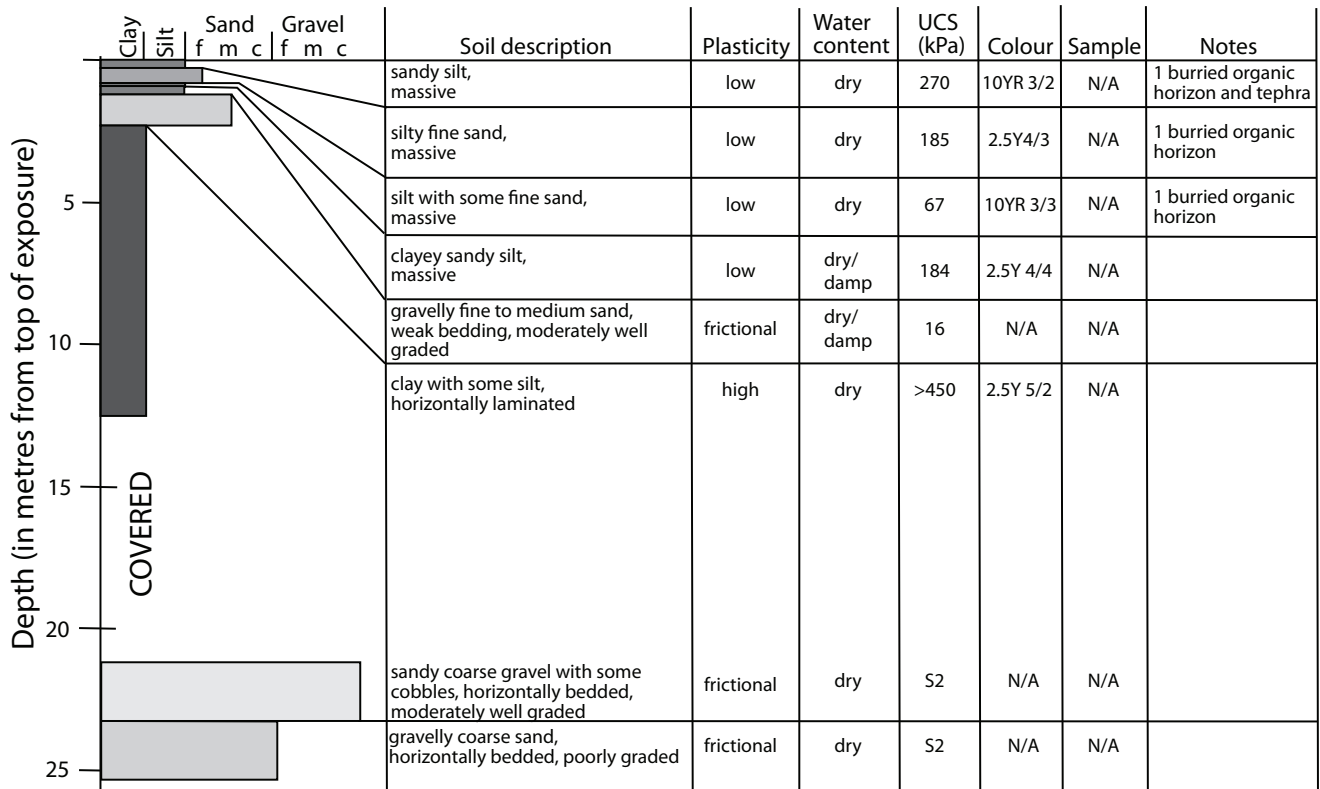 Clay
Silt
Sand
f m c
Gravel
f m c
Soil description
Plasticity
Water
content
UCS
(kPa)
Colour
Sample
Notes
Depth (in metres from top of exposure)
5
10
15
20
25
COVERED
sandy silt,
massive
low
dry
270
10YR 3/2
N/A
1 burried organic
horizon and tephra
silty fine sand,
massive
low
dry
185
2.5Y4/3
N/A
1 burried organic
horizon
silt with some fine sand,
massive
low
dry
67
10YR 3/3
N/A
1 burried organic
horizon
clayey sandy silt,
massive
low
dry/
damp
184
2.5Y 4/4
N/A
gravelly fine to medium sand,
weak bedding, moderately well
graded
frictional
dry/
damp
16
N/A
N/A
clay with some silt,
horizontally laminated
high
dry
>450
2.5Y 5/2
N/A
sandy coarse gravel with some
cobbles, horizontally bedded,
moderately well graded
frictional
dry
S2
N/A
N/A
gravelly coarse sand,
horizontally bedded, poorly graded
frictional
dry
S2
N/A
N/A